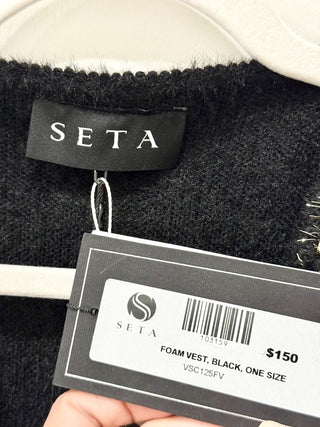 SETA
SETA
103159
$150
FOAM VEST, BLACK, ONE SIZE
VSC125FV